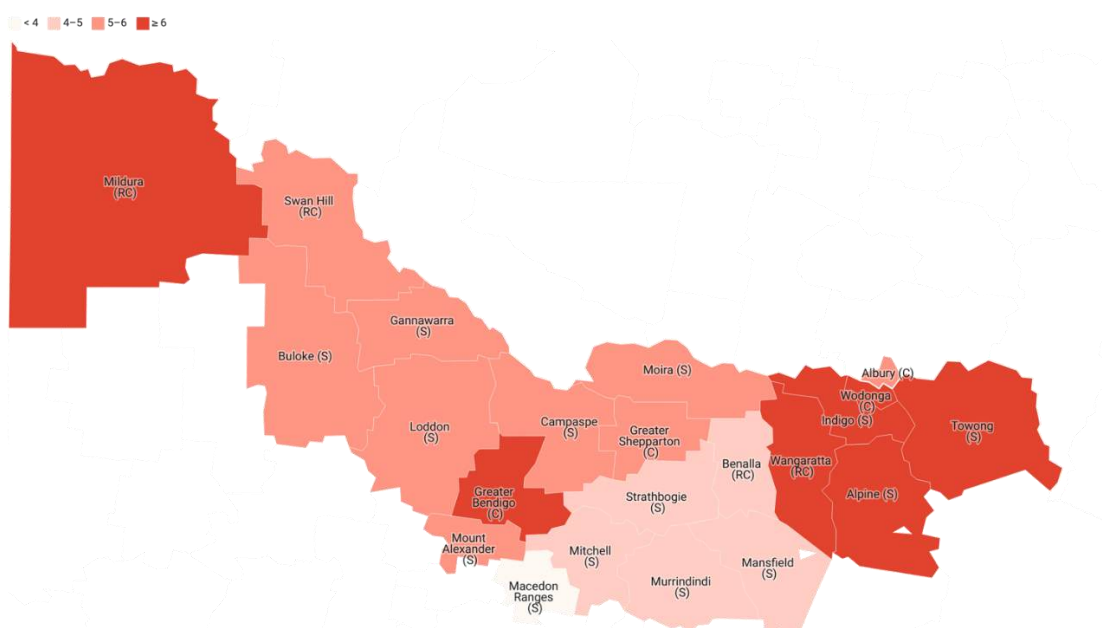 < 4 4–5 5–6 ≥ 6
Mildura
(RC)
Swan Hill
(RC)
Gannawarra
(S)
Buloke (S)
Moira (S)
Albury (C)
Wodonga
(C)
Indigo (S)
Towong
(S)
Loddon
(S)
Campaspe
(S)
Greater
Shepparton
(C)
Benalla
(RC)
Wangaratta
(RC)
Alpine (S)
Greater
Bendigo
(C)
Strathbogie
(S)
Mount
Alexander
(S)
Mitchell
(S)
Mansfield
(S)
Murrindindi
(S)
Macedon
Ranges
(S)